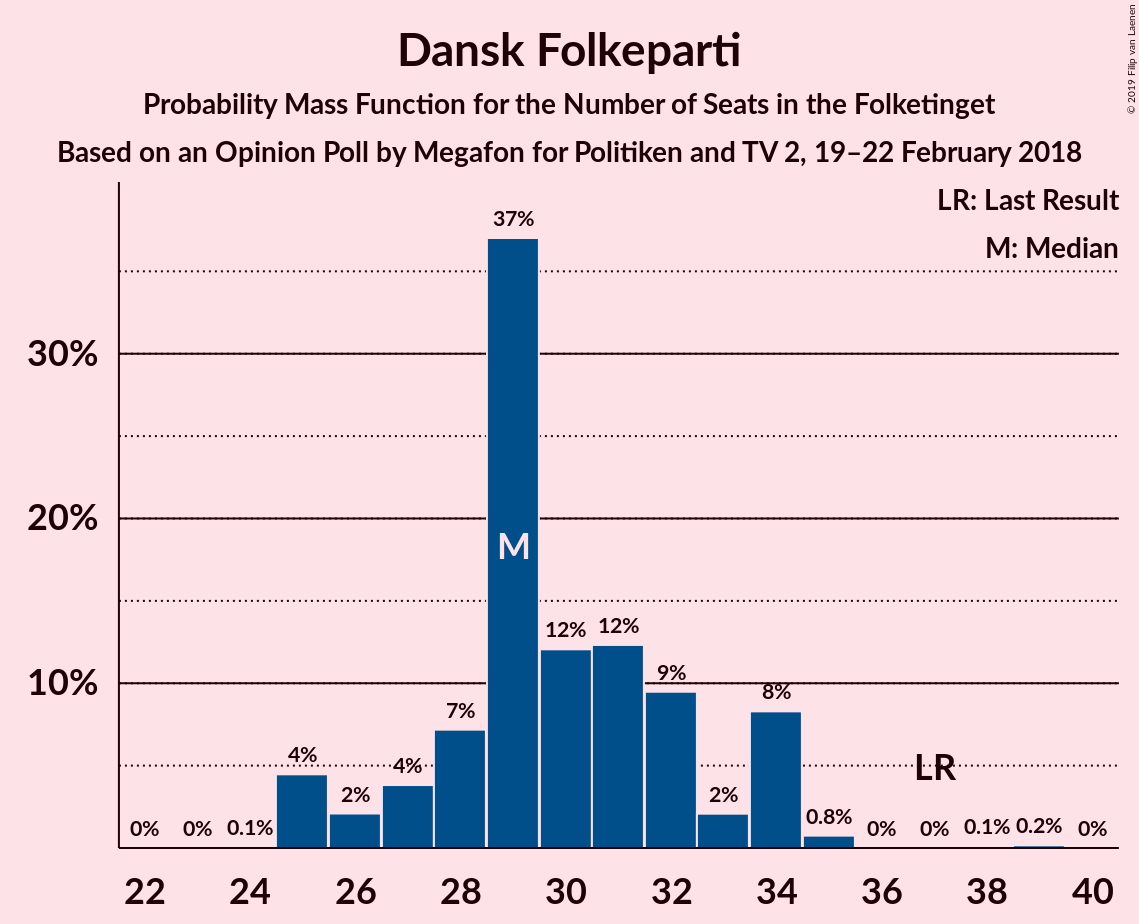 Dansk Folkeparti
Probability Mass Function for the Number of Seats in the Folketinget
Based on an Opinion Poll by Megafon for Politiken and TV 2, 19–22 February 2018
© 2019 Filip van Laenen
LR: Last Result
M: Median
30%
20%
10%
0%
0%
0.1%
4%
2%
4%
7%
37%
M
12%
12%
9%
2%
8%
0.8%
0%
LR
0%
0.1%
0.2%
0%
22 24 26 28 30 32 34 36 38 40